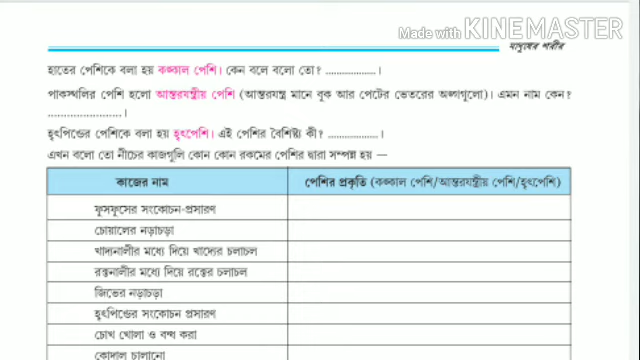 Made with KINEMASTER
মানুষের শরীর
হাতের পেশিকে বলা হয় কঙ্কাল পেশি। কেন বলে বলো তো? ..................।
পাকস্থলির পেশি হলো আন্তরযন্ত্রীয় পেশি (আন্তরযন্ত্র মানে বুক আর পেটের ভেতরের অঙ্গগুলো)। এমন নাম কেন?
........................।
হৃৎপিণ্ডের পেশিকে বলা হয় হৃৎপেশি। এই পেশির বৈশিষ্ট্য কী? ..................।
এখন বলো তো নীচের কাজগুলি কোন কোন রকমের পেশির দ্বারা সম্পন্ন হয় —
কাজের নাম পেশির প্রকৃতি (কঙ্কাল পেশি/আন্তরযন্ত্রীয় পেশি/হৃৎপেশি)
ফুসফুসের সংকোচন-প্রসারণ
চোয়ালের নড়াচড়া
খাদ্যনালীর মধ্যে দিয়ে খাদ্যের চলাচল
রক্তনালীর মধ্যে দিয়ে রক্তের চলাচল
জিভের নড়াচড়া
হৃৎপিণ্ডের সংকোচন প্রসারণ
চোখ খোলা ও বন্ধ করা
কোদাল চালানো